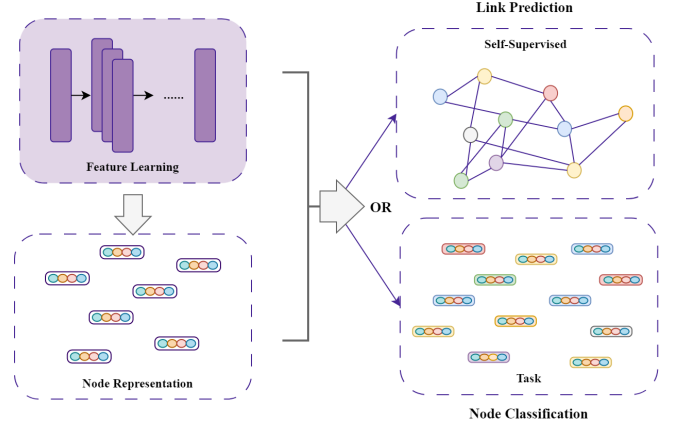 Link Prediction
Self-Supervised
......
Feature Learning
OR
Node Representation
Task
Node Classification